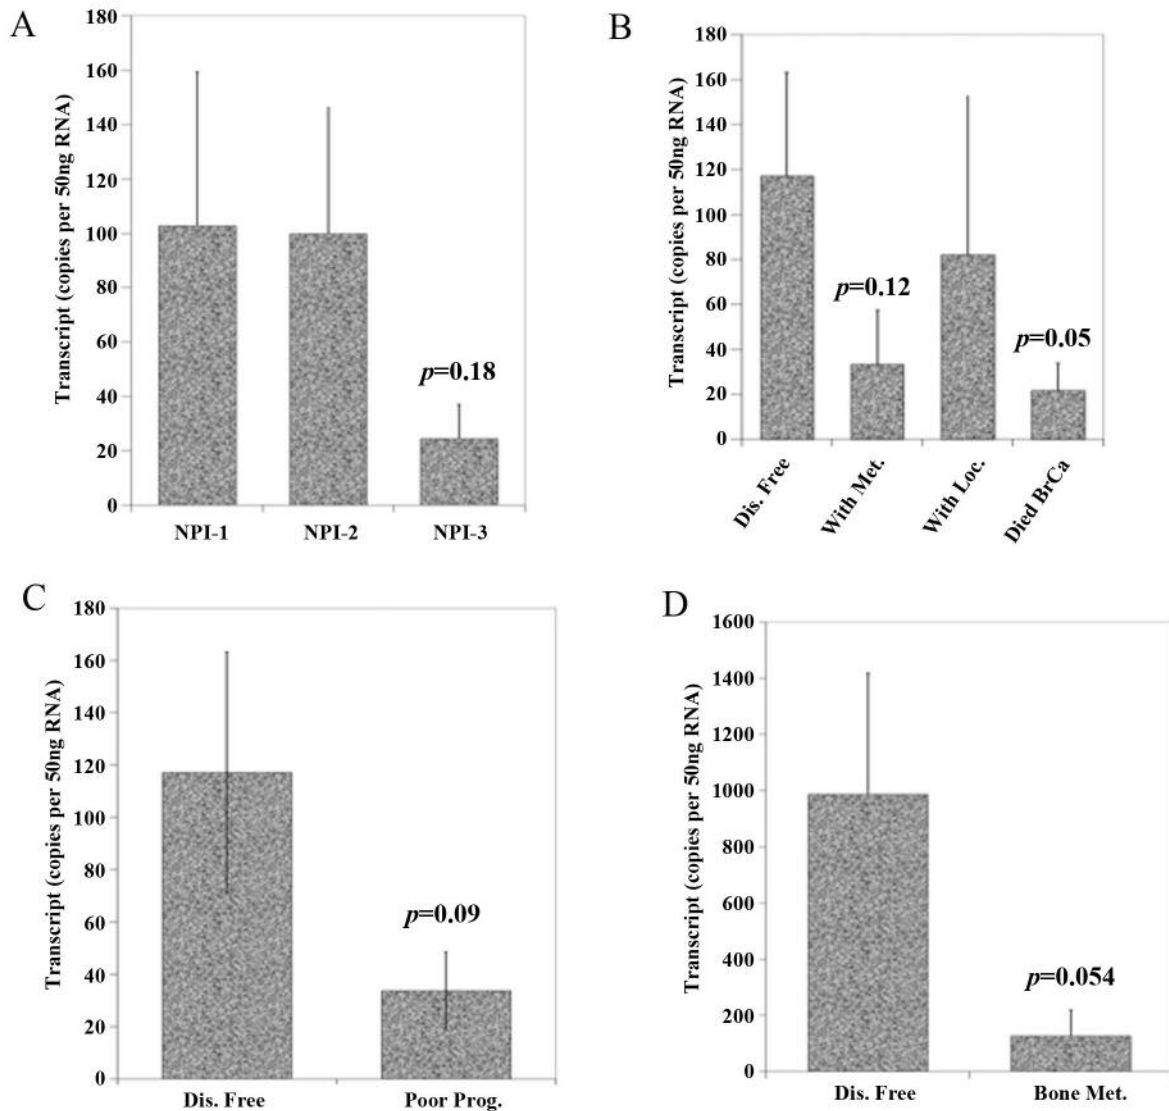 A
Transcript (copies per 50ng RNA)
180
160
140
120
100
80
60
40
20
0
p=0.18
NPI-1 NPI-2 NPI-3
B
Transcript (copies per 50ng RNA)
180
160
140
120
100
80
60
40
20
0
p=0.12
p=0.05
Dis. Free With Met. With Loc. Died BrCa
C
Transcript (copies per 50ng RNA)
180
160
140
120
100
80
60
40
20
0
p=0.09
Dis. Free Poor Prog.
D
Transcript (copies per 50ng RNA)
1600
1400
1200
1000
800
600
400
200
0
p=0.054
Dis. Free Bone Met.